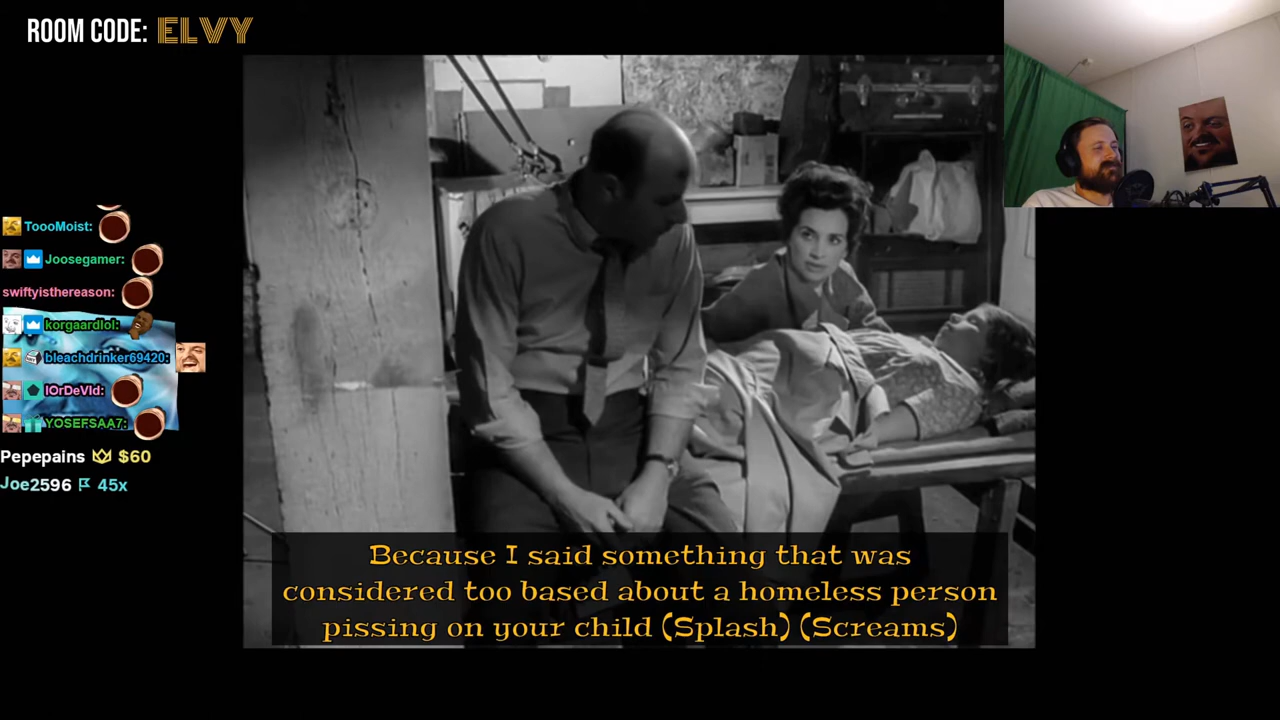 ROOM CODE: ELVY
ToooMoist:
Joosegamer:
swiftyisthereason:
korgaardlol:
bleachdrinker69420:
YOSEFSAA7:
Pepepains $60
Joe2596 45x
Because I said something that was
considered too based about a homeless person
pissing on your child (Splash) (Screams)